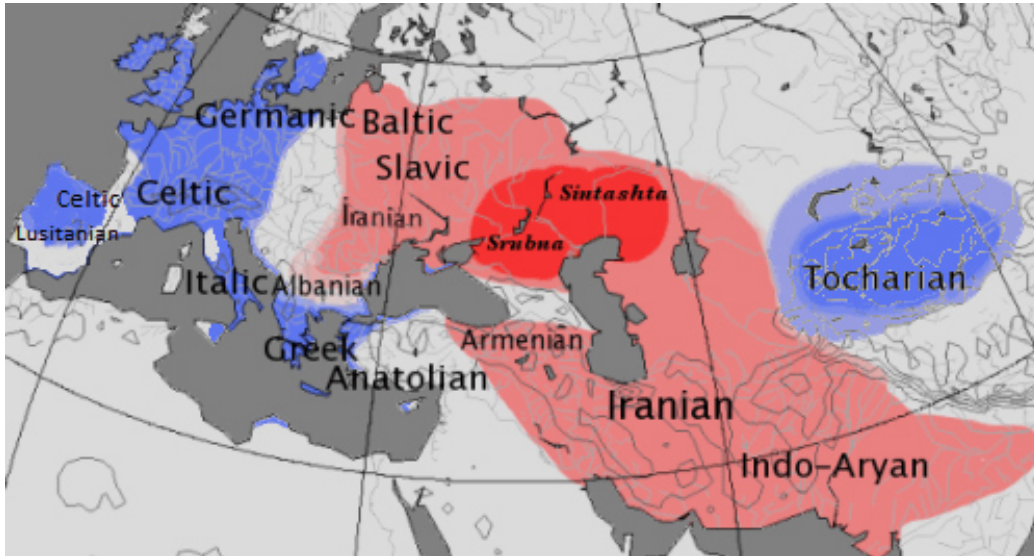 Germanic
Baltic
Slavic
Celtic
Celtic
Lusitanian
Iranian
Sintashta
Srubna
Italic
Albanian
Tocharian
Greek
Armenian
Anatolian
Iranian
Indo-Aryan